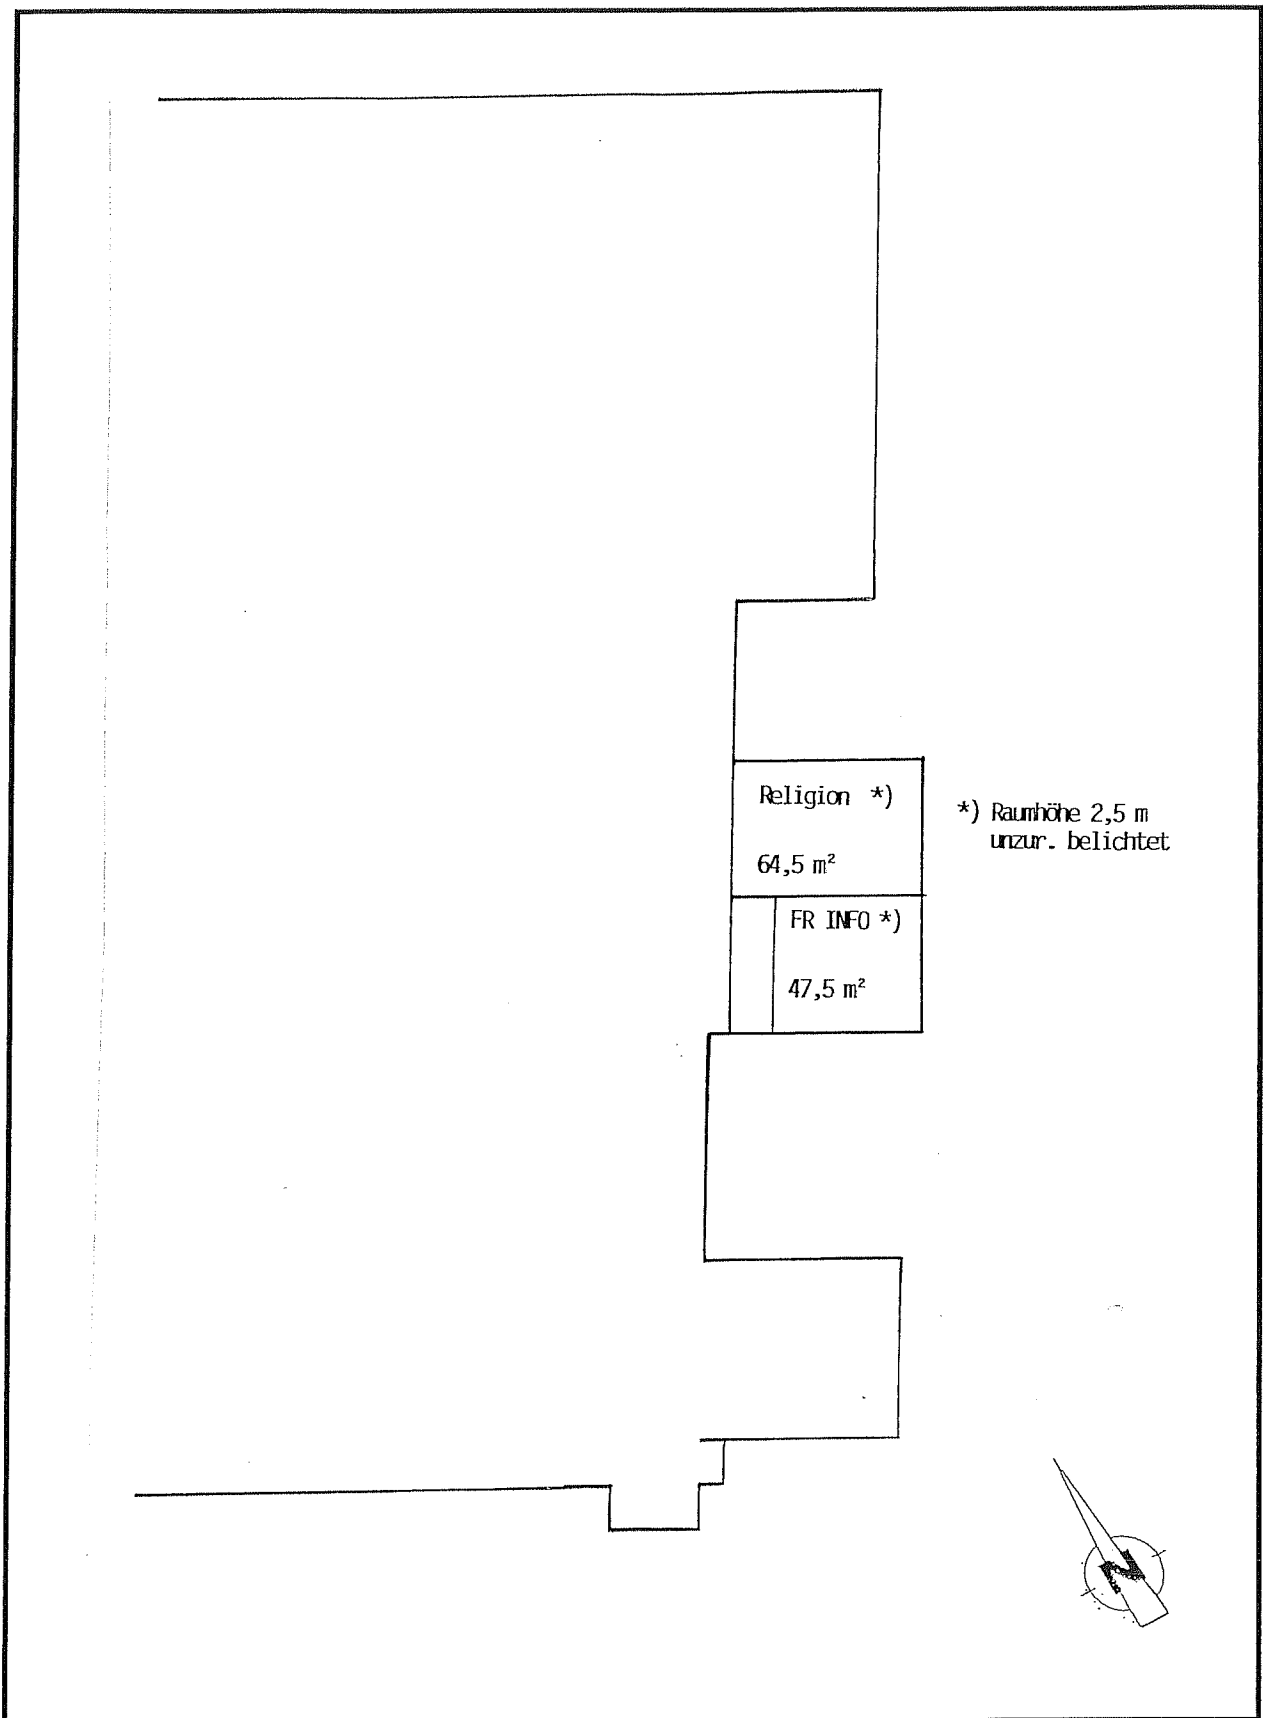 Religion *)
64,5 m²
*) Raumhöhe 2,5 m
unzur. belichtet
FR INFO *)
47,5 m²
N